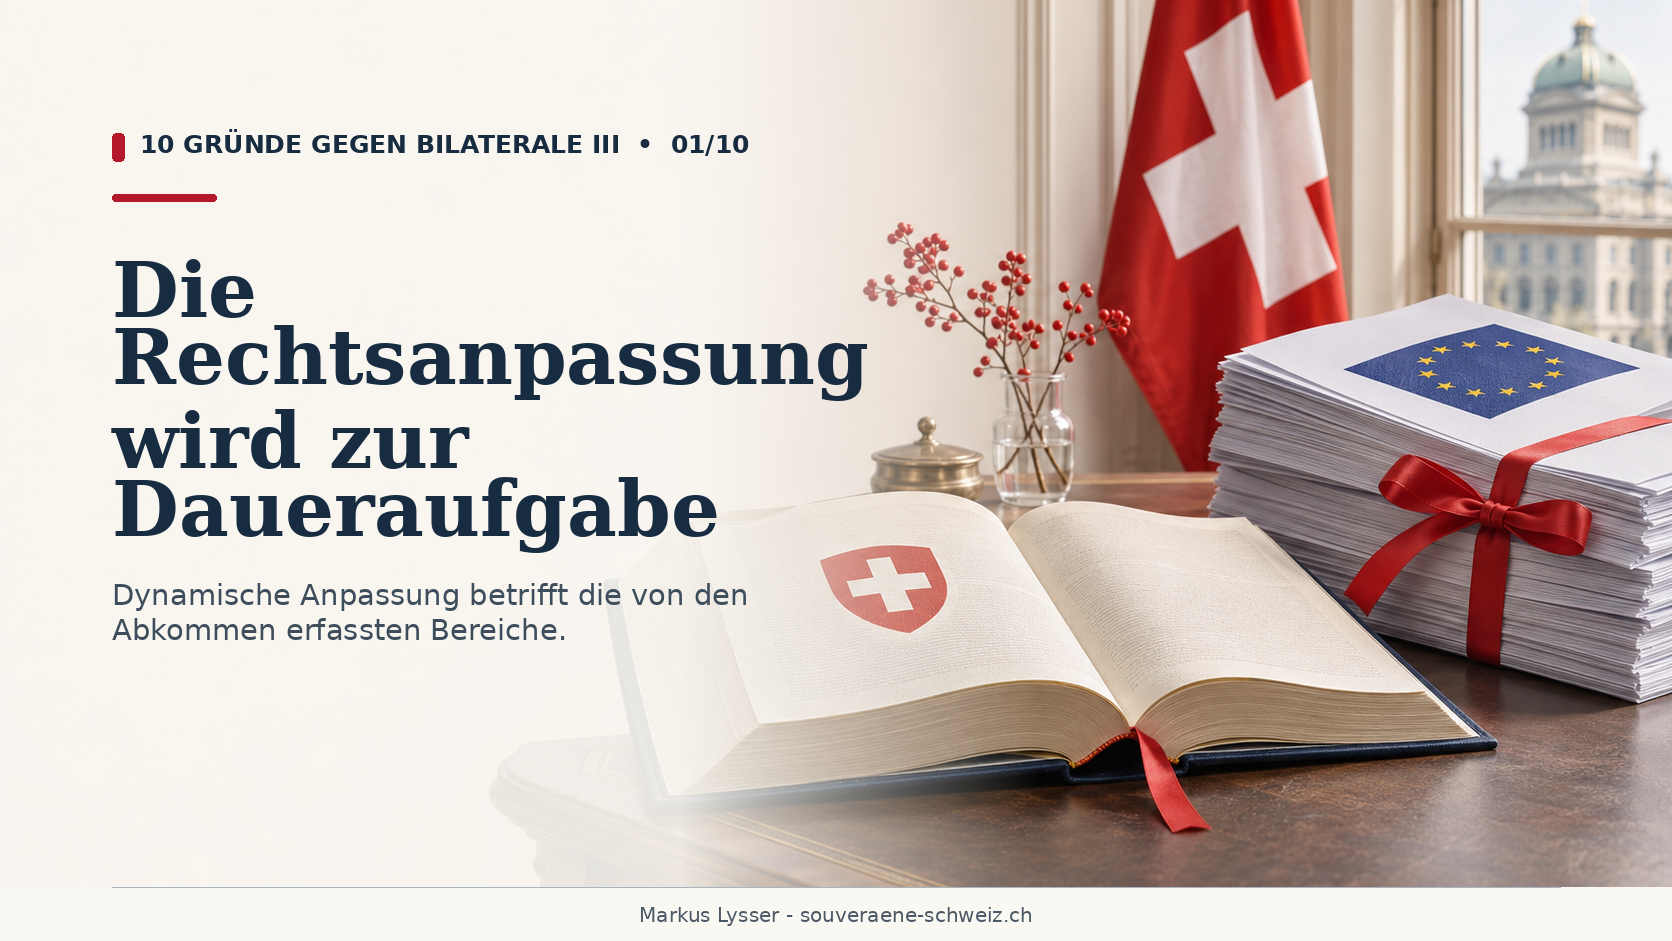 10 GRÜNDE GEGEN BILATERALE III • 01/10
Die
Rechtsanpassung
wird zur
Daueraufgabe
Dynamische Anpassung betrifft die von den
Abkommen erfassten Bereiche.
Markus Lysser - souveraene-schweiz.ch